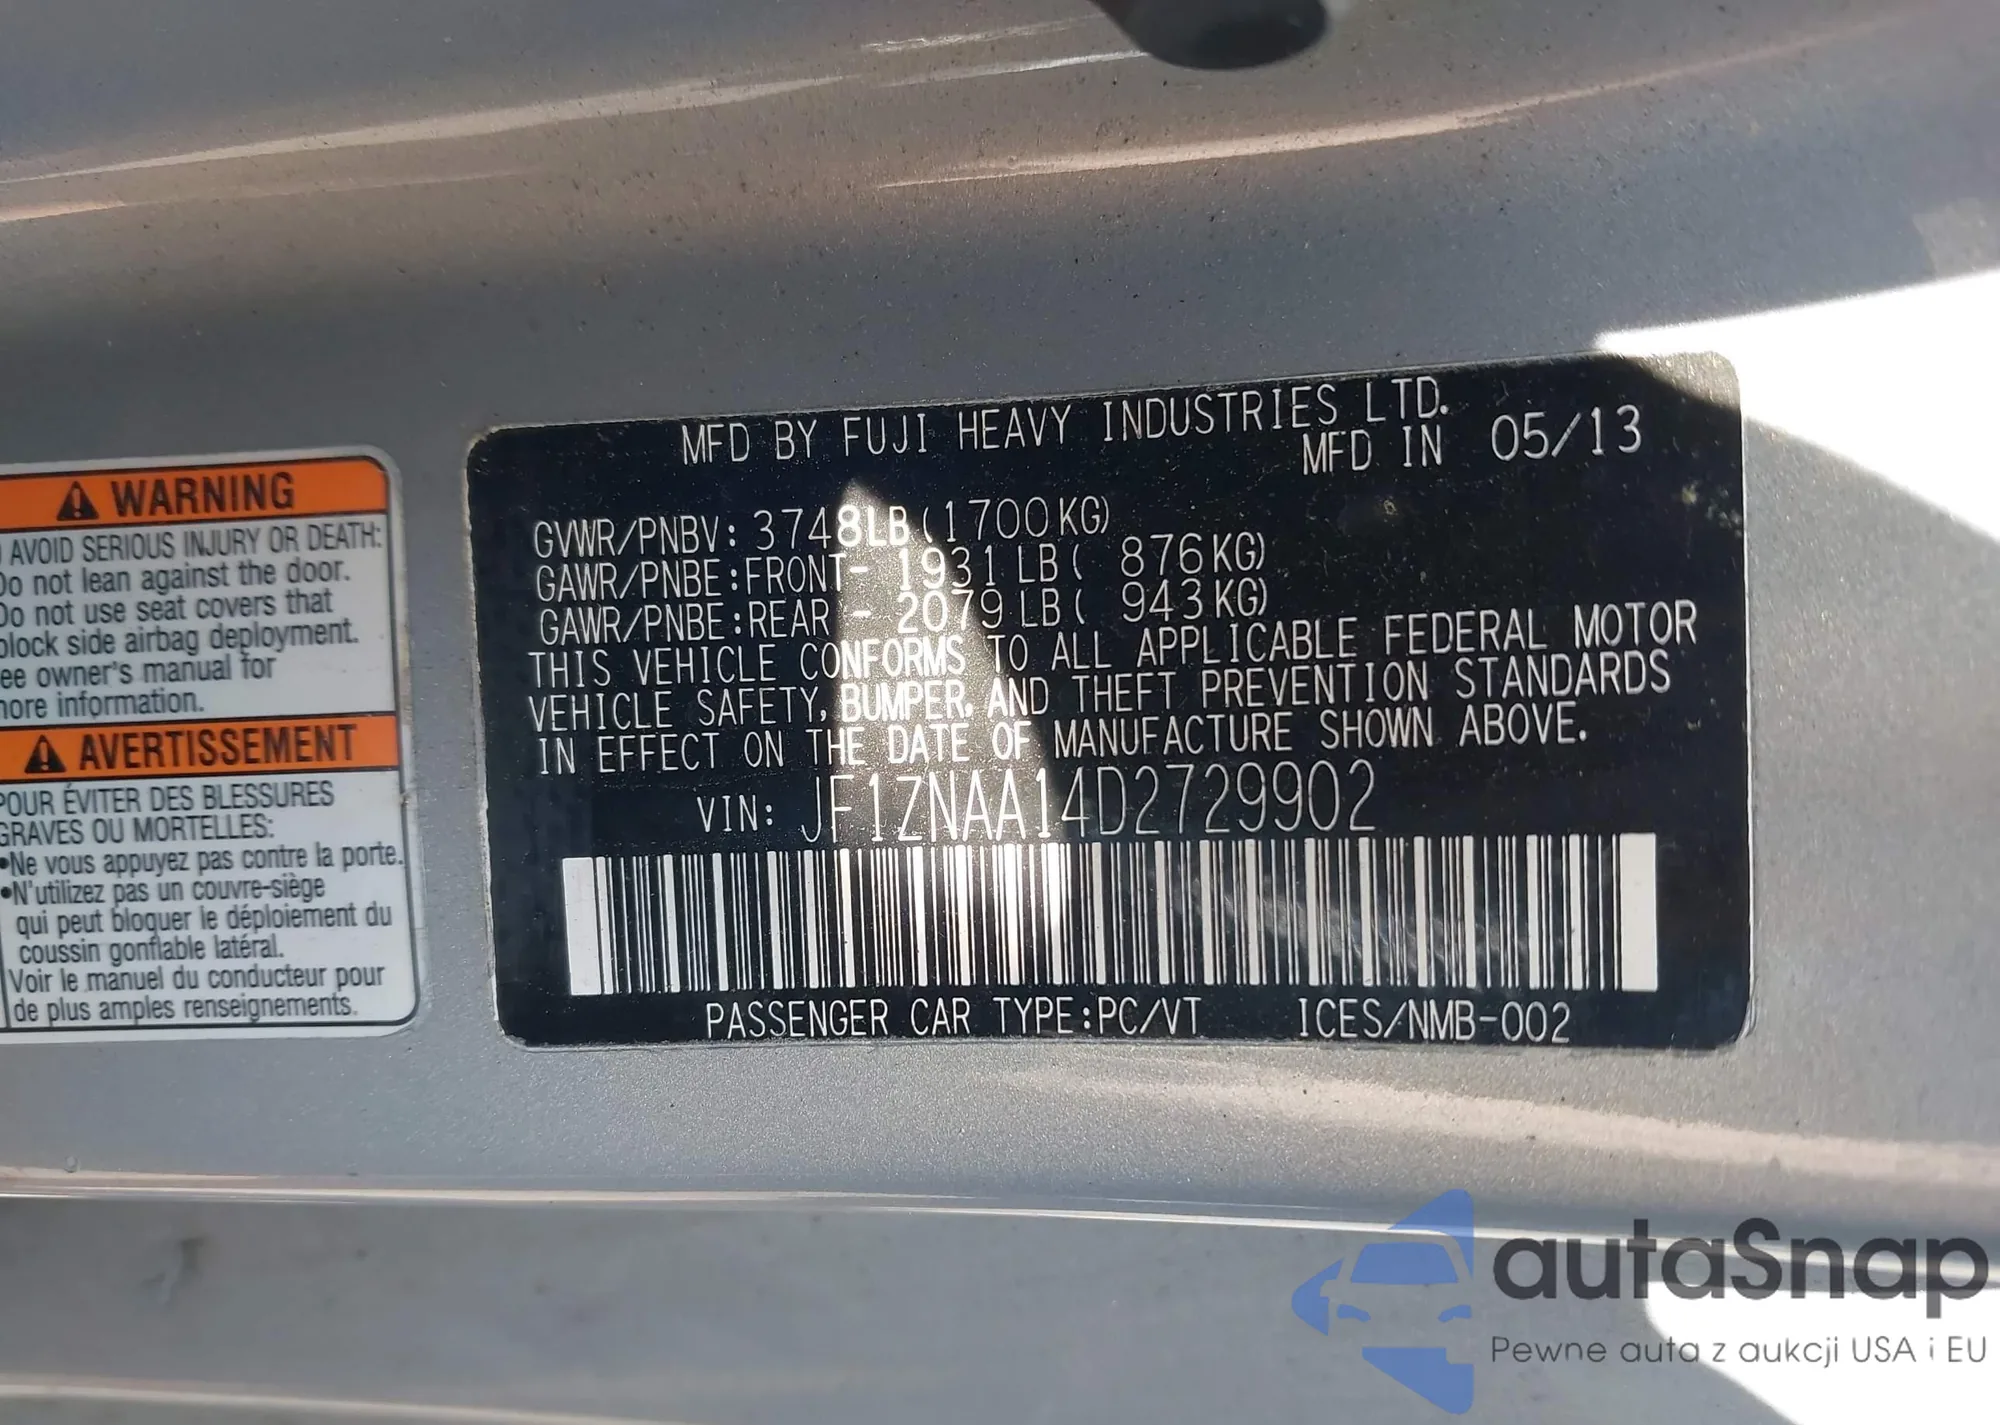 WARNING
AVOID SERIOUS INJURY OR DEATH:
Do not lean against the door.
Do not use seat covers that
block side airbag deployment.
ee owner's manual for
more information.
AVERTISSEMENT
POUR ÉVITER DES BLESSURES
GRAVES OU MORTELLES:
•Ne vous appuyez pas contre la porte.
•N'utilizez pas un couvre-siège
qui peut bloquer le déploiement du
coussin gonflable latéral.
Voir le manuel du conducteur pour
de plus amples renseignements.
MFD BY FUJI HEAVY INDUSTRIES LTD.
MFD IN 05/13
GVWR/PNBV: 3748LB(1700KG)
GAWR/PNBE:FRONT- 1931 LB( 876KG)
GAWR/PNBE:REAR - 2079 LB( 943KG)
THIS VEHICLE CONFORMS TO ALL APPLICABLE FEDERAL MOTOR
VEHICLE SAFETY, BUMPER, AND THEFT PREVENTION STANDARDS
IN EFFECT ON THE DATE OF MANUFACTURE SHOWN ABOVE.
VIN: JF1ZNAA14D2729902
PASSENGER CAR TYPE:PC/VT ICES/NMB-002
autaSnap
Pewne auta z aukcji USA i EU